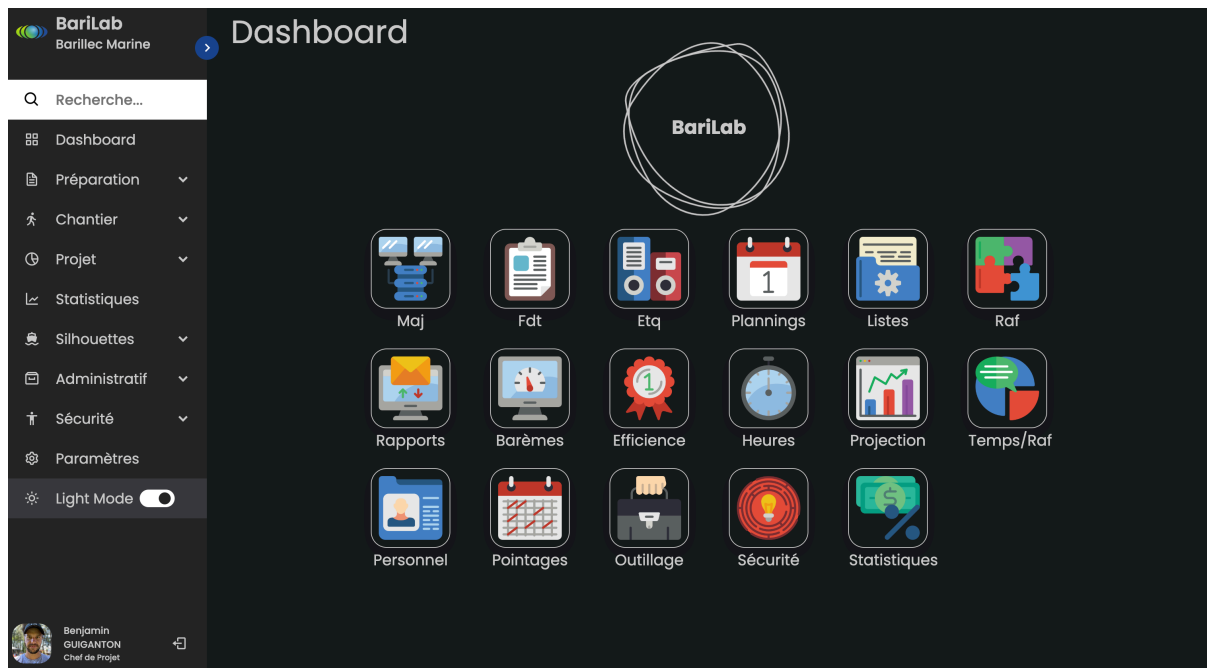 BariLab
Barillec Marine
Dashboard
Recherche...
Dashboard
Préparation
Chantier
Projet
Statistiques
Silhouettes
Administratif
Sécurité
Paramètres
Light Mode
Benjamin
GUIGANTON
Chef de Projet
BariLab
Maj
Fdt
Etq
1
Plannings
Listes
Raf
Rapports
Barèmes
1
Efficience
Heures
Projection
Temps/Raf
Personnel
Pointages
Outillage
Sécurité
$
Statistiques